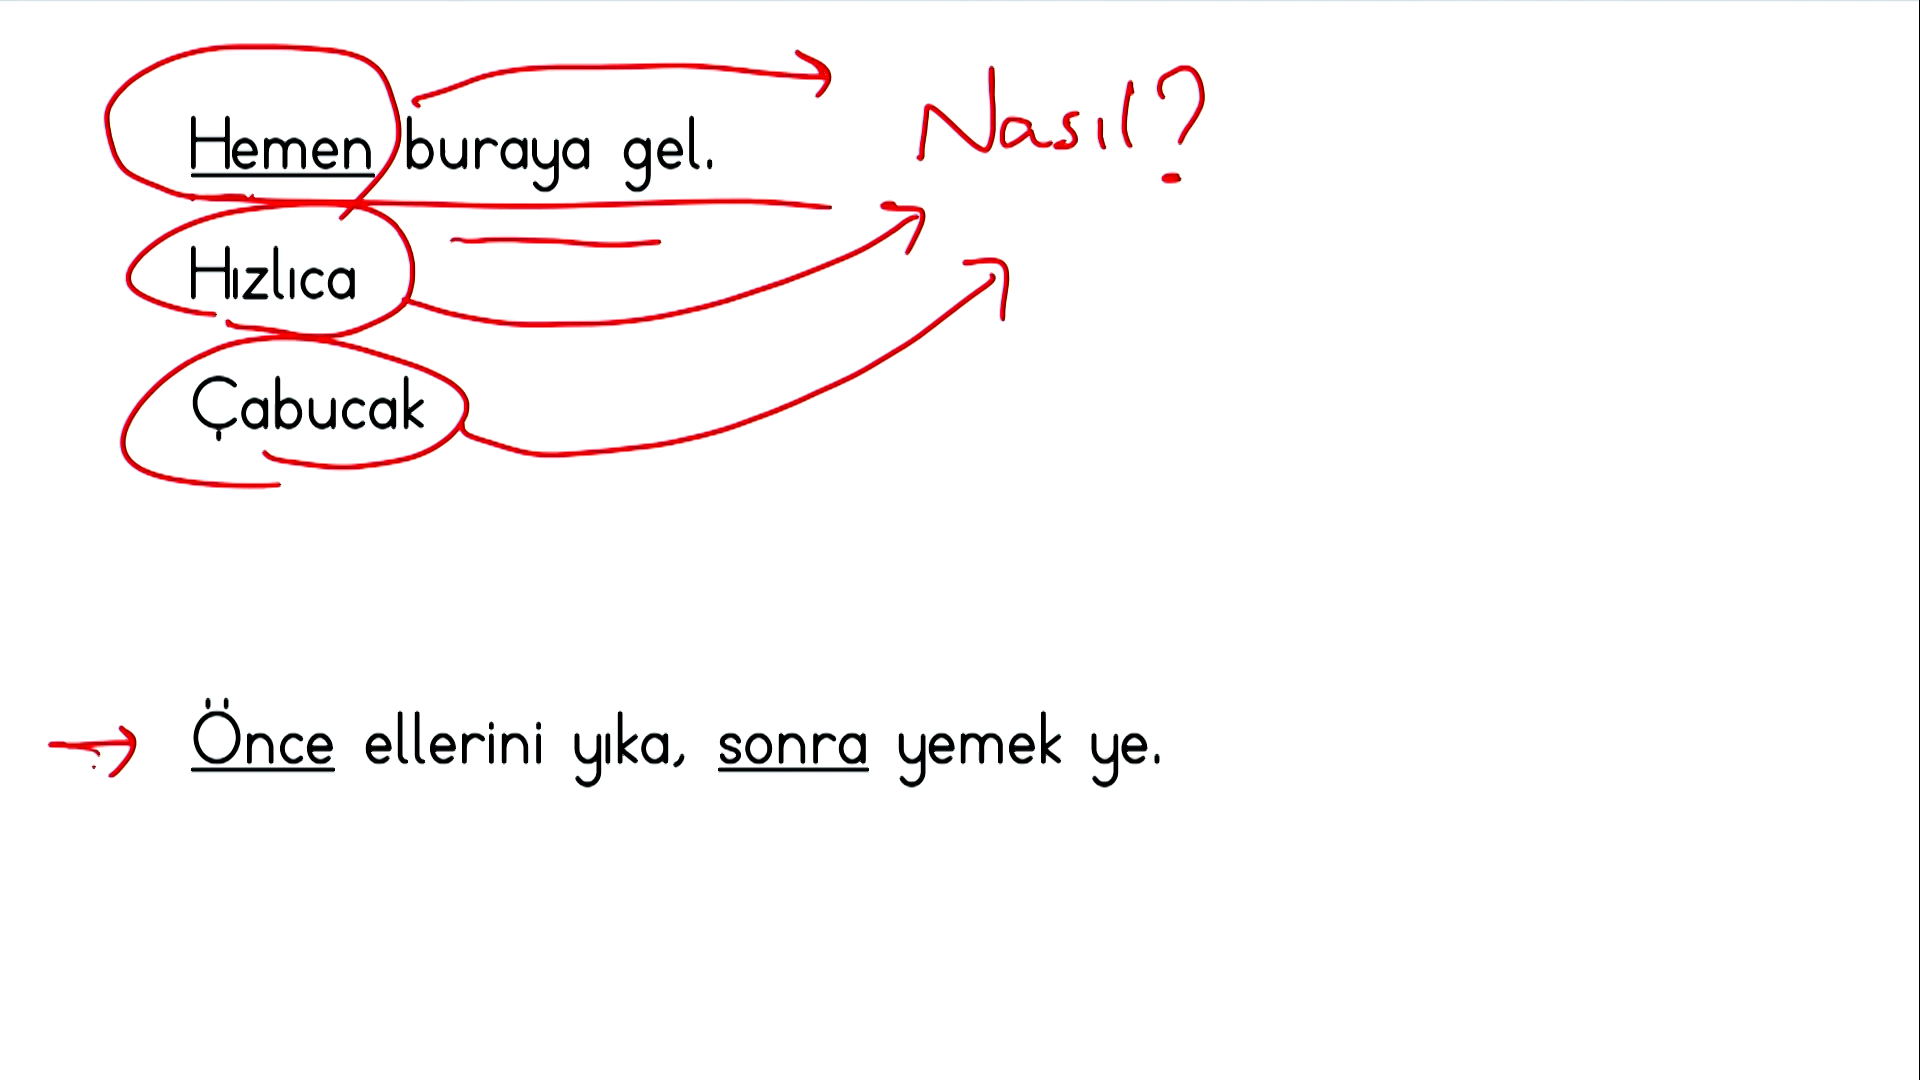 Hemen buraya gel.
Nasıl?
Hızlıca
Çabucak
Önce ellerini yıka, sonra yemek ye.